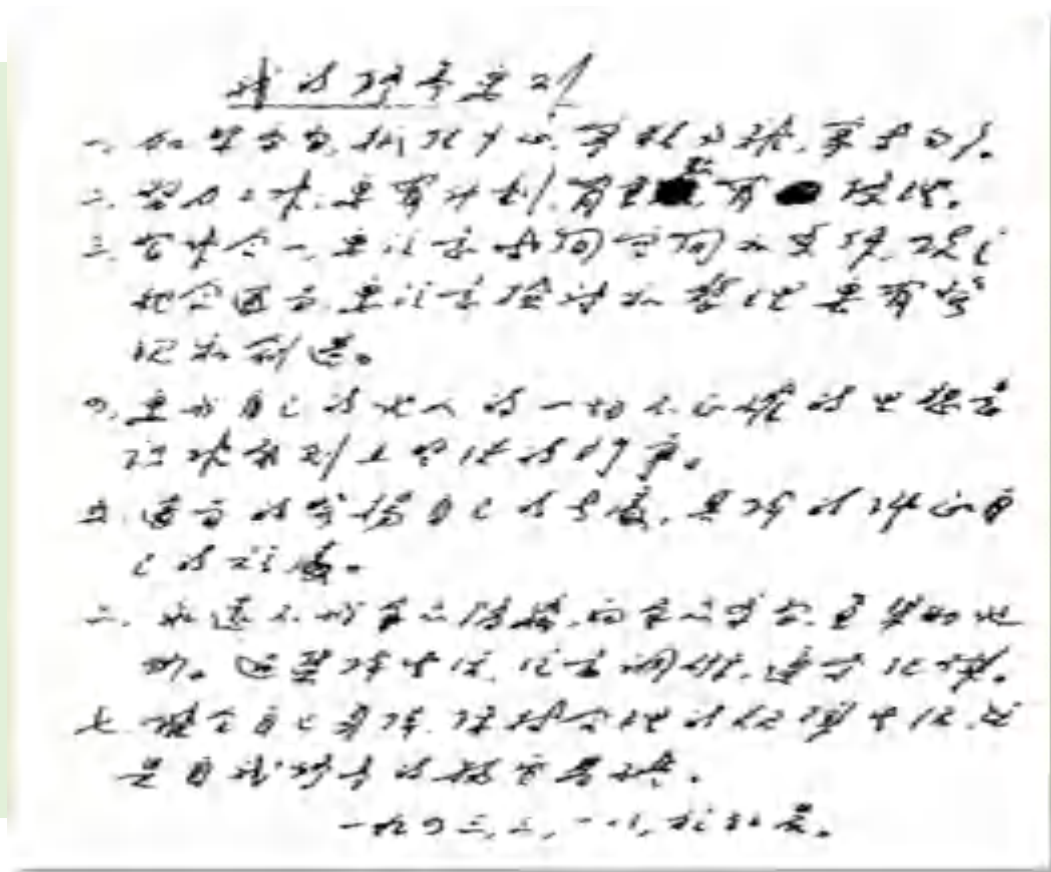 我的修养要则
一、加紧学习，抓住中心，宁精勿杂，宁专勿多。
二、努力工作，要有计划，有重点，有条理。
三、习作合一，要注意时间空间和条件，使之
配合适当，要注意检讨和整理，要有发
现和创造。
四、要与自己的他人的一切不正确的思想意
识作原则上坚决的斗争。
五、适当的发扬自己的长处，具体的纠正自
己的短处。
六、永远不与群众隔离，向群众学习，并帮助他
们。过集体生活，注意调研，遵守纪律。
七、健全自己身体，保持合理的规律生活，这
是自我修养的物质基础。
一九四三、三、一八，于红岩。